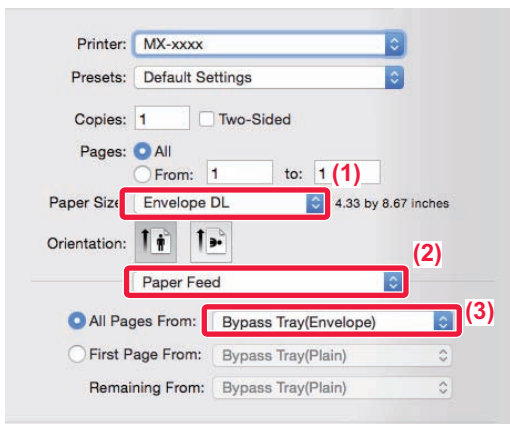 Printer: MX-xxxx
Presets: Default Settings
Copies: 1 Two-Sided
Pages: All
From: 1 to: 1 (1)
Paper Size Envelope DL 4.33 by 8.67 inches
Orientation:
(2)
Paper Feed
All Pages From: Bypass Tray(Envelope) (3)
First Page From: Bypass Tray(Plain)
Remaining From: Bypass Tray(Plain)